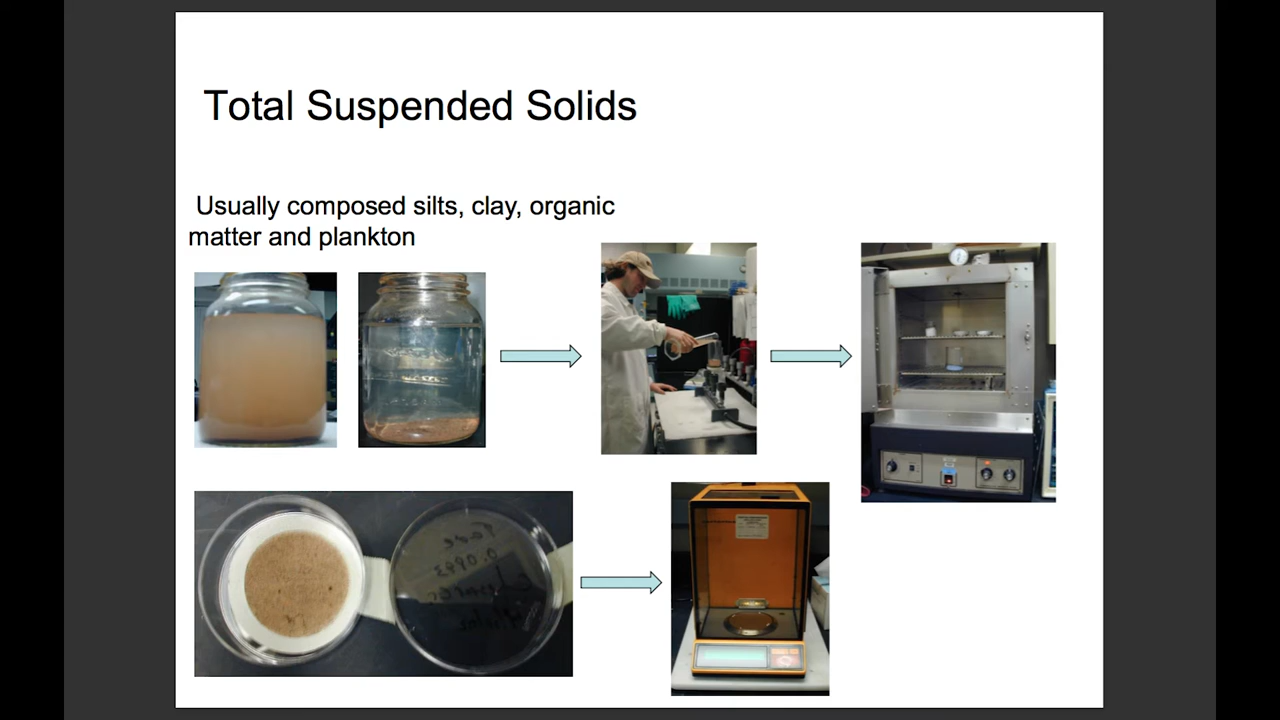 Total Suspended Solids
Usually composed silts, clay, organic
matter and plankton